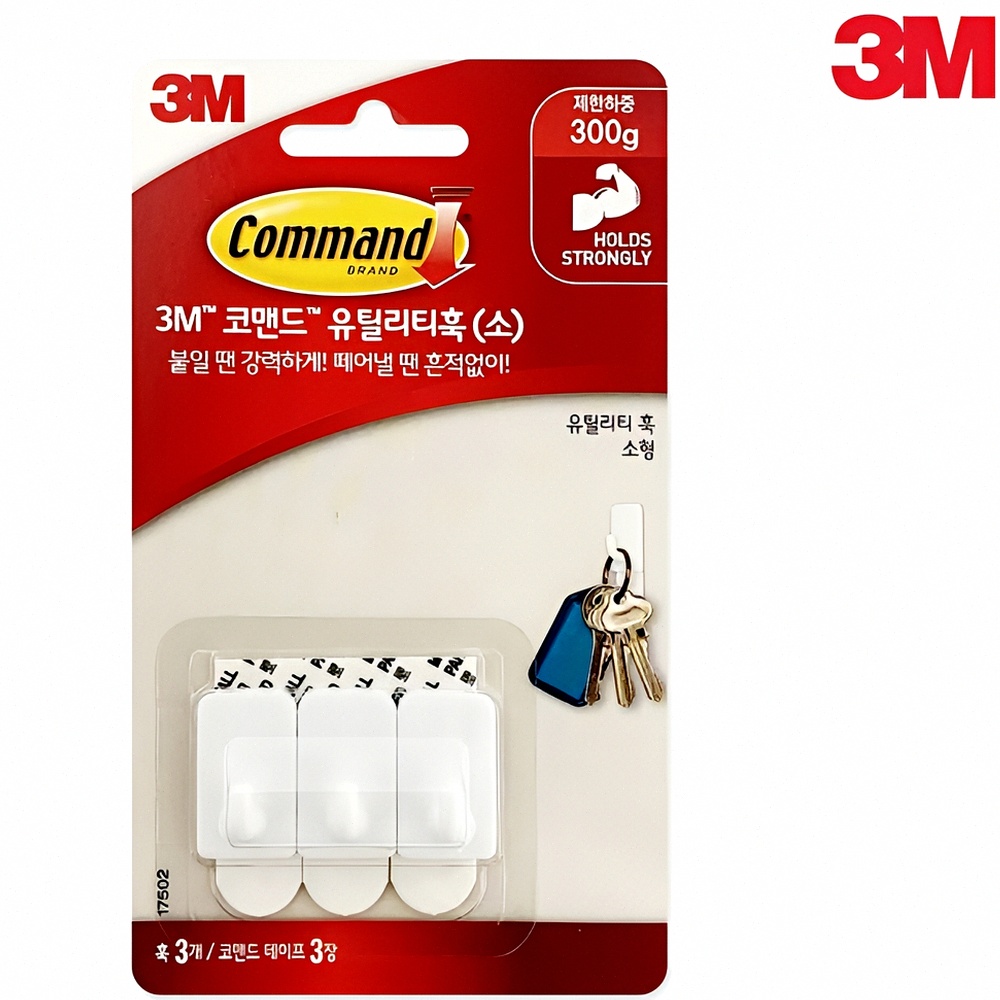 3M
3M
제한하중
300g
HOLDS
STRONGLY
Command
BRAND
3M™ 코맨드™ 유틸리티훅 (소)
붙일 땐 강력하게! 떼어낼 땐 흔적없이!
유틸리티 훅
소형
17502
훅 3개 / 코맨드 테이프 3장